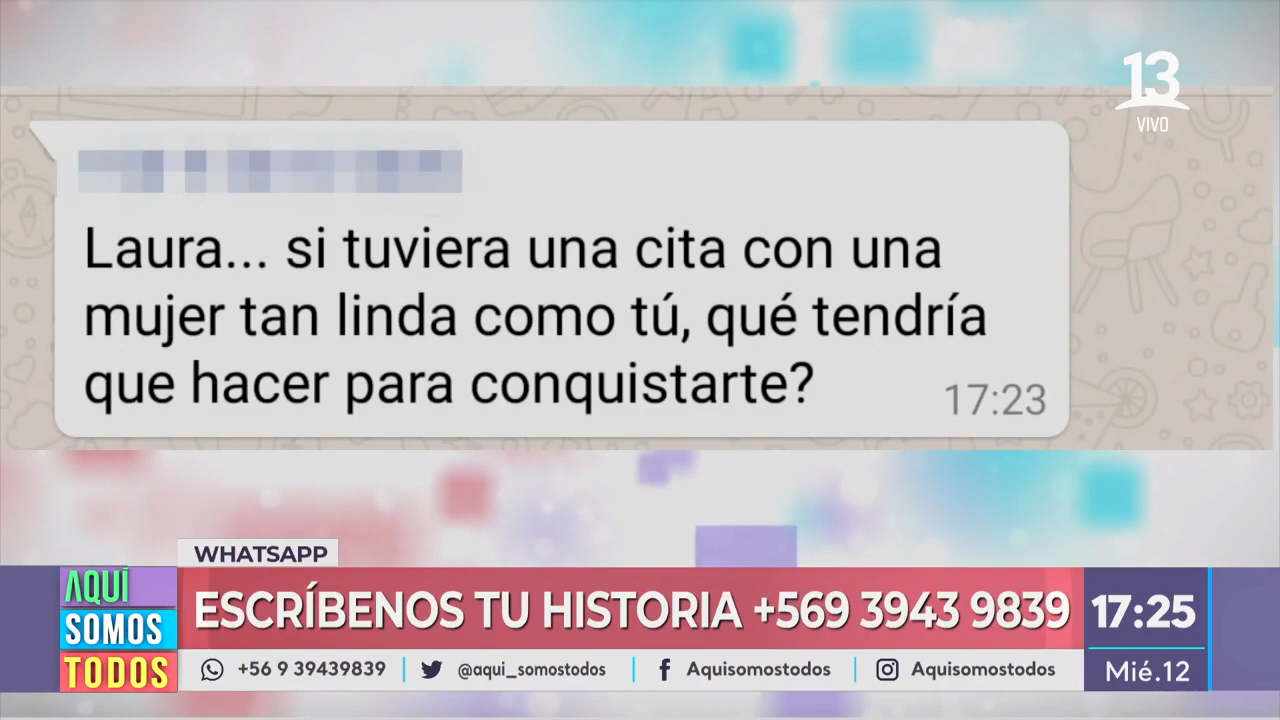 13
VIVO
Laura... si tuviera una cita con una
mujer tan linda como tú, qué tendría
que hacer para conquistarte?
17:23
WHATSAPP
AQUÍ
SOMOS
TODOS
ESCRÍBENOS TU HISTORIA +569 3943 9839
17:25
+56 9 39439839
@aqui_somostodos
Aquisomostodos
Aquisomostodos
Mié.12